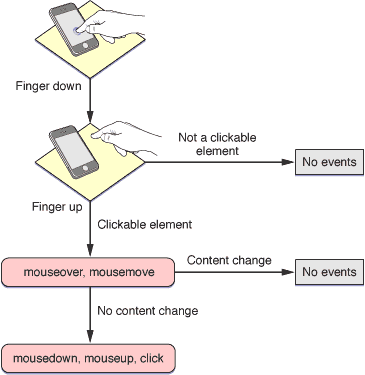 Finger down
Not a clickable
element
No events
Finger up
Clickable element
mouseover, mousemove
Content change
No events
No content change
mousedown, mouseup, click